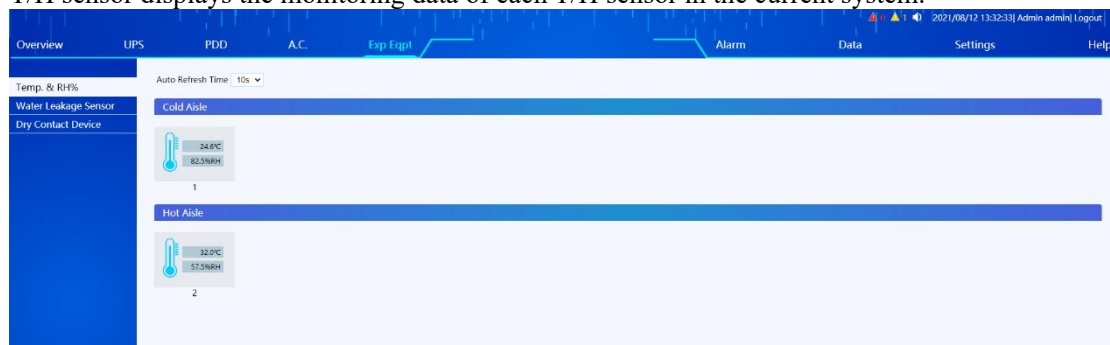 T/H sensor displays the monitoring data of each T/H sensor in the current system.
0 1 2021/08/12 13:32:33| Admin admin| Logout
Overview UPS PDD A.C. Exp Eqpt Alarm Data Settings Help
Temp. & RH%
Water Leakage Sensor
Dry Contact Device
Auto Refresh Time 10s
Cold Aisle
24.6°C
82.5%RH
1
Hot Aisle
32.0°C
57.5%RH
2